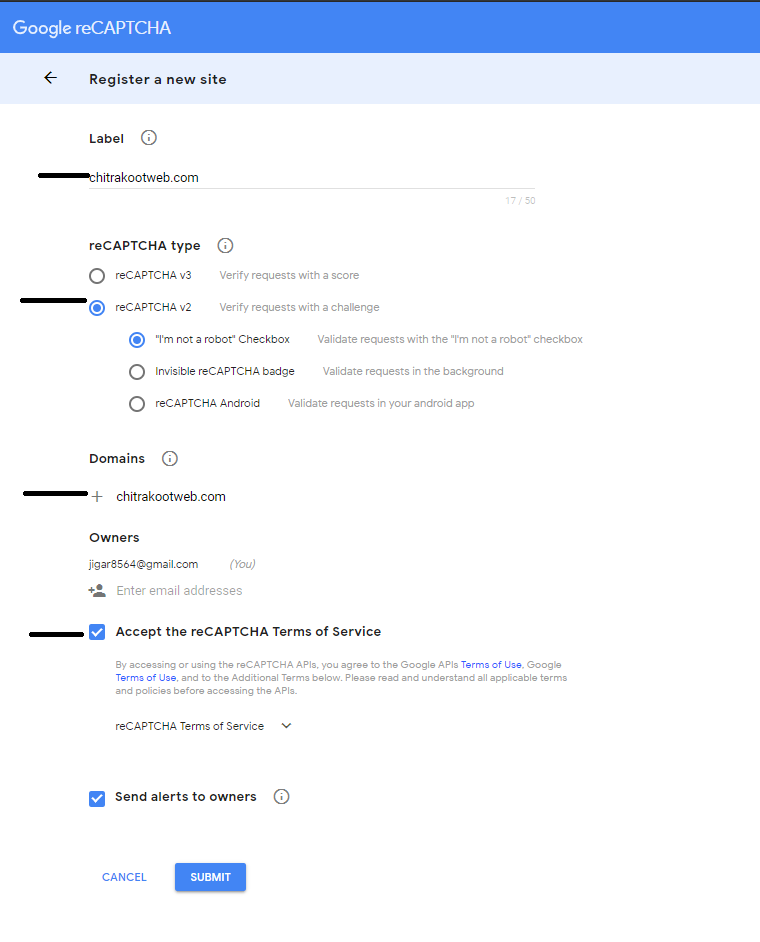 Google reCAPTCHA
Register a new site
Label
chitrakootweb.com
17 / 50
reCAPTCHA type
reCAPTCHA v3 Verify requests with a score
reCAPTCHA v2 Verify requests with a challenge
"I'm not a robot" Checkbox Validate requests with the "I'm not a robot" checkbox
Invisible reCAPTCHA badge Validate requests in the background
reCAPTCHA Android Validate requests in your android app
Domains
chitrakootweb.com
Owners
jigar8564@gmail.com (You)
Enter email addresses
Accept the reCAPTCHA Terms of Service
By accessing or using the reCAPTCHA APIs, you agree to the Google APIs Terms of Use, Google
Terms of Use, and to the Additional Terms below. Please read and understand all applicable terms
and policies before accessing the APIs.
reCAPTCHA Terms of Service
Send alerts to owners
CANCEL SUBMIT